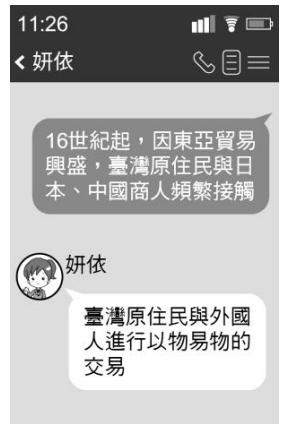 11:26
妍依
16世紀起，因東亞貿易
興盛，臺灣原住民與日
本、中國商人頻繁接觸
妍依
臺灣原住民與外國
人進行以物易物的
交易